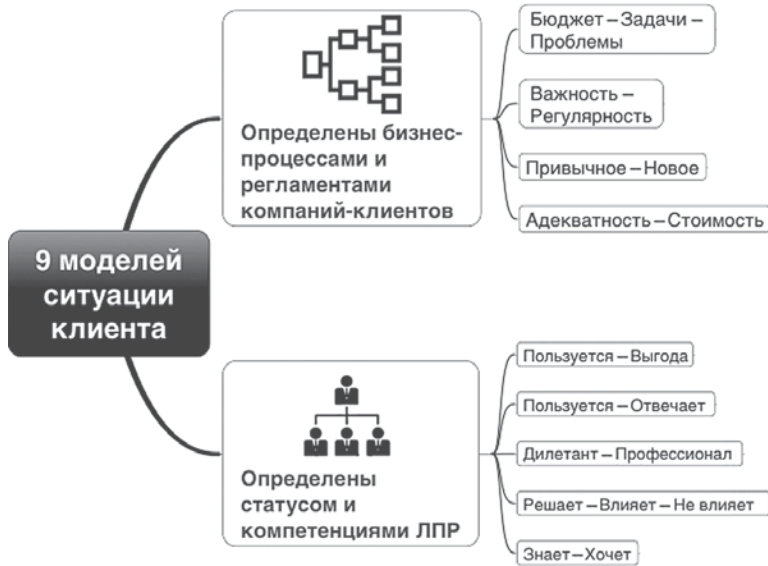 9 моделей
ситуации
клиента
Определены бизнес-
процессами и
регламентами
компаний-клиентов
Бюджет – Задачи –
Проблемы
Важность –
Регулярность
Привычное – Новое
Адекватность – Стоимость
Определены
статусом и
компетенциями ЛПР
Пользуется – Выгода
Пользуется – Отвечает
Дилетант – Профессионал
Решает – Влияет – Не влияет
Знает – Хочет